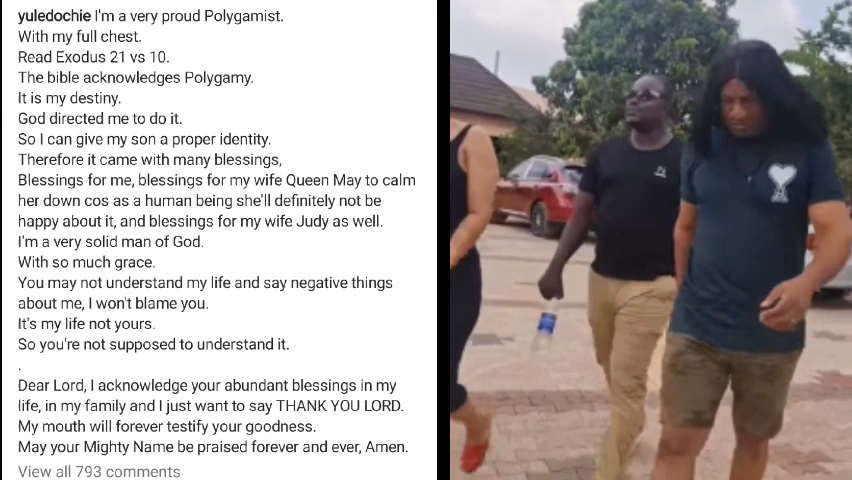 yuledochie I'm a very proud Polygamist.
With my full chest.
Read Exodus 21 vs 10.
The bible acknowledges Polygamy.
It is my destiny.
God directed me to do it.
So I can give my son a proper identity.
Therefore it came with many blessings,
Blessings for me, blessings for my wife Queen May to calm
her down cos as a human being she'll definitely not be
happy about it, and blessings for my wife Judy as well.
I'm a very solid man of God.
With so much grace.
You may not understand my life and say negative things
about me, I won't blame you.
It's my life not yours.
So you're not supposed to understand it.
.
Dear Lord, I acknowledge your abundant blessings in my
life, in my family and I just want to say THANK YOU LORD.
My mouth will forever testify your goodness.
May your Mighty Name be praised forever and ever, Amen.
View all 793 comments